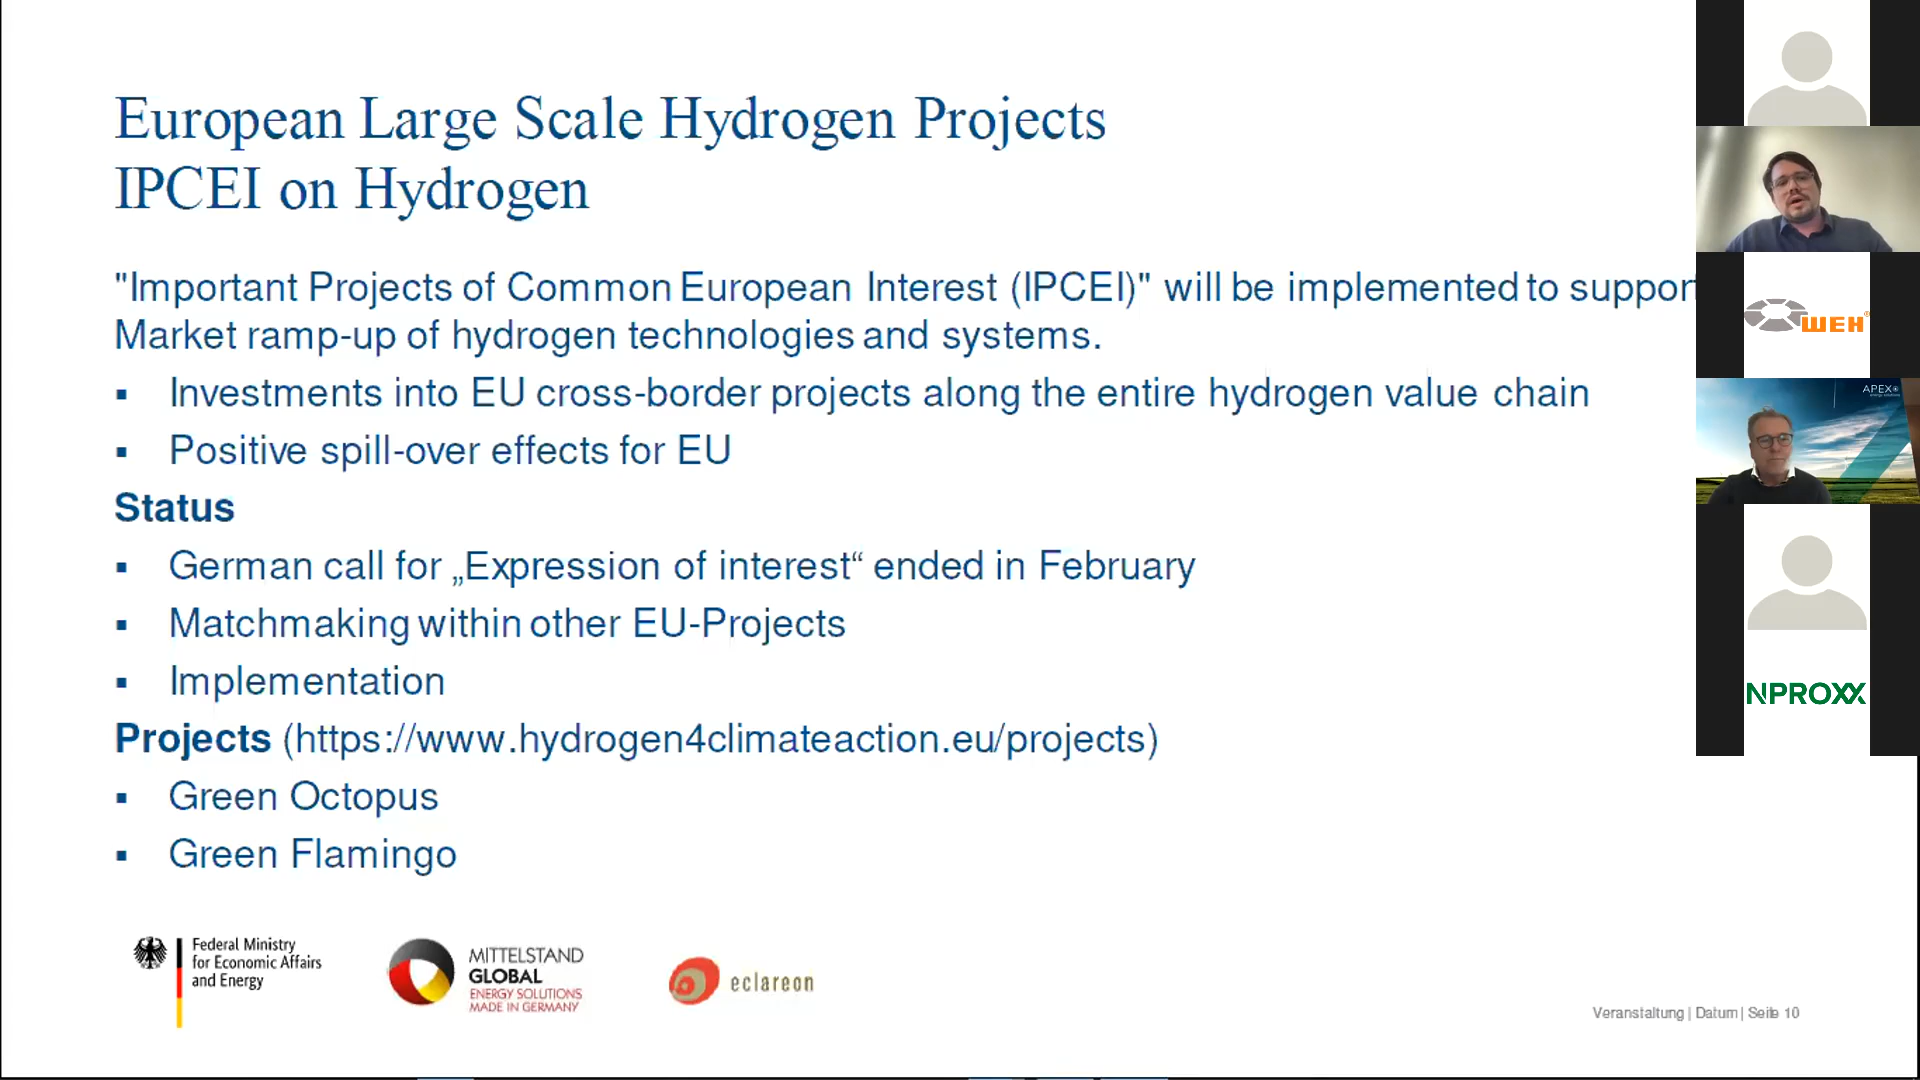 European Large Scale Hydrogen Projects
IPCEI on Hydrogen
"Important Projects of Common European Interest (IPCEI)" will be implemented to support
Market ramp-up of hydrogen technologies and systems.
▪ Investments into EU cross-border projects along the entire hydrogen value chain
▪ Positive spill-over effects for EU
Status
▪ German call for „Expression of interest“ ended in February
▪ Matchmaking within other EU-Projects
▪ Implementation
Projects (https://www.hydrogen4climateaction.eu/projects)
▪ Green Octopus
▪ Green Flamingo
Federal Ministry
for Economic Affairs
and Energy
MITTELSTAND
GLOBAL
ENERGY SOLUTIONS
MADE IN GERMANY
eclareon
Veranstaltung | Datum | Seite 10
WEH®
APEX
energy solutions
NPROXX